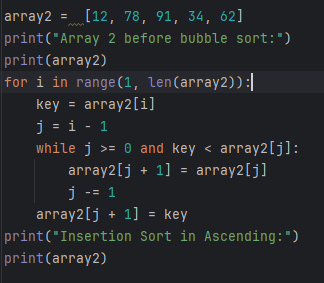 array2 =   [12, 78, 91, 34, 62]
print("Array 2 before bubble sort:")
print(array2)
for i in range(1, len(array2)):
    key = array2[i]
    j = i - 1
    while j >= 0 and key < array2[j]:
        array2[j + 1] = array2[j]
        j -= 1
    array2[j + 1] = key
print("Insertion Sort in Ascending:")
print(array2)